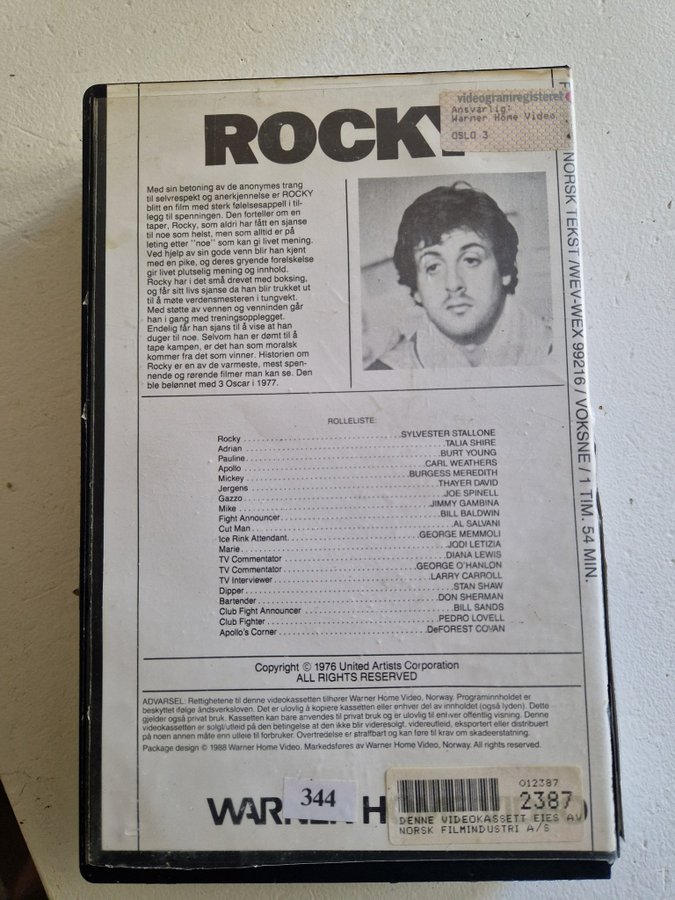 videogramregisteret
Ansvarlig:
Warner Home Video
OSLO 3
ROCKY
Med sin betoning av de anonymes trang
til selvrespekt og anerkjennelse er ROCKY
blitt en film med sterk følelsesappell i til-
legg til spenningen. Den forteller om en
taper, Rocky, som aldri har fått en sjanse
til noe som helst, men som alltid er på
leting etter ''noe'' som kan gi livet mening.
Ved hjelp av sin gode venn blir han kjent
med en pike, og deres gryende forelskelse
gir livet plutselig mening og innhold.
Rocky har i det små drevet med boksing,
og får sitt livs sjanse da han blir trukket ut
til å møte verdensmesteren i tungvekt.
Med støtte av vennen og venninden går
han i gang med treningsopplegget.
Endelig får han sjans til å vise at han
duger til noe. Selvom han er dømt til å
tape kampen, er det han som moralsk
kommer fra det som vinner. Historien om
Rocky er en av de varmeste, mest spen-
nende og rørende filmer man kan se. Den
ble belønnet med 3 Oscar i 1977.
NORSK TEKST /WEV-WEX 99216 / VOKSNE / 1 TIM. 54 MIN.
ROLLELISTE:
Rocky SYLVESTER STALLONE
Adrian TALIA SHIRE
Pauline BURT YOUNG
Apollo CARL WEATHERS
Mickey BURGESS MEREDITH
Jergens THAYER DAVID
Gazzo JOE SPINELL
Mike JIMMY GAMBINA
Fight Announcer BILL BALDWIN
Cut Man AL SALVANI
Ice Rink Attendant GEORGE MEMMOLI
Marie JODI LETIZIA
TV Commentator DIANA LEWIS
TV Commentator GEORGE O'HANLON
TV Interviewer LARRY CARROLL
Dipper STAN SHAW
Bartender DON SHERMAN
Club Fight Announcer BILL SANDS
Club Fighter PEDRO LOVELL
Apollo's Corner DeFOREST COVAN
Copyright © 1976 United Artists Corporation
ALL RIGHTS RESERVED
ADVARSEL: Rettighetene til denne videokassetten tilhører Warner Home Video, Norway. Programinnholdet er
beskyttet ifølge åndsverksloven. Det er ulovlig å kopiere kassetten eller enhver del av innholdet (også lyden). Dette
gjelder også privat bruk. Kassetten kan bare anvendes til privat bruk og er ulovlig til enhver offentlig visning. Denne
videokassetten er solgt/utleid på den betingelse at den ikke blir videresolgt, videreutleid, eksportert eller distribuert
på noen annen måte enn utleie til forbruker. Overtredelse er straffbart og kan føre til krav om skadeerstatning.
Package design © 1988 Warner Home Video. Markedsføres av Warner Home Video, Norway. All rights reserved.
WARNER H
344
012387
2387
DENNE VIDEOKASSETT EIES AV
NORSK FILMINDUSTRI A/S